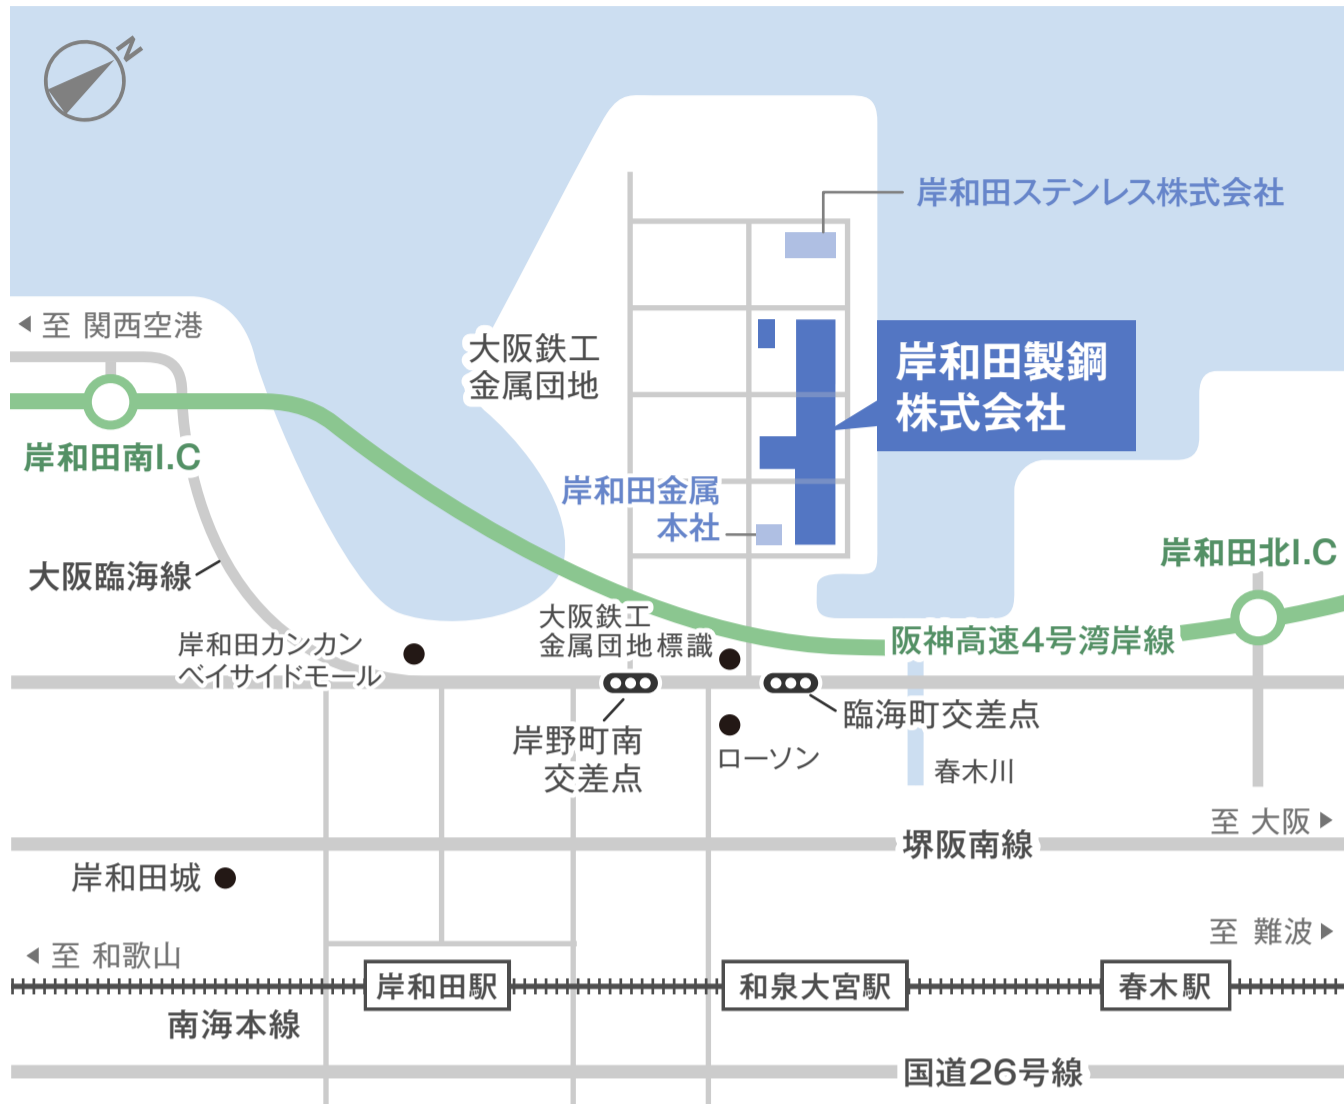 N
岸和田ステンレス株式会社
至 関西空港
大阪鉄工
金属団地
岸和田製鋼
株式会社
岸和田南I.C
岸和田金属
本社
岸和田北I.C
大阪臨海線
大阪鉄工
金属団地標識
岸和田カンカン
ベイサイドモール
阪神高速4号湾岸線
臨海町交差点
岸野町南
交差点
ローソン
春木川
至 大阪
堺阪南線
岸和田城
至 難波
至 和歌山
岸和田駅
和泉大宮駅
春木駅
南海本線
国道26号線